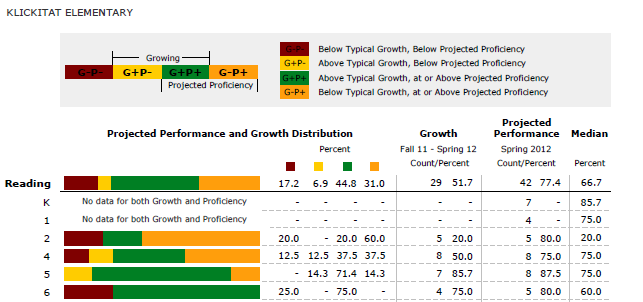 KLICKITAT ELEMENTARY
Growing
G-P- G+P- G+P+ G-P+
Projected Proficiency
G-P- Below Typical Growth, Below Projected Proficiency
G+P- Above Typical Growth, Below Projected Proficiency
G+P+ Above Typical Growth, at or Above Projected Proficiency
G-P+ Below Typical Growth, at or Above Projected Proficiency
Projected Performance and Growth Distribution Growth Projected Performance Median
Percent Fall 11 - Spring 12 Spring 2012
Count/Percent Count/Percent Percent
Reading 17.2 6.9 44.8 31.0 29 51.7 42 77.4 66.7
K No data for both Growth and Proficiency - - - - - - 7 - 85.7
1 No data for both Growth and Proficiency - - - - - - 4 - 75.0
2 20.0 - 20.0 60.0 5 20.0 5 80.0 20.0
4 12.5 12.5 37.5 37.5 8 50.0 8 75.0 75.0
5 - 14.3 71.4 14.3 7 85.7 8 87.5 75.0
6 25.0 - 75.0 - 4 75.0 5 80.0 60.0